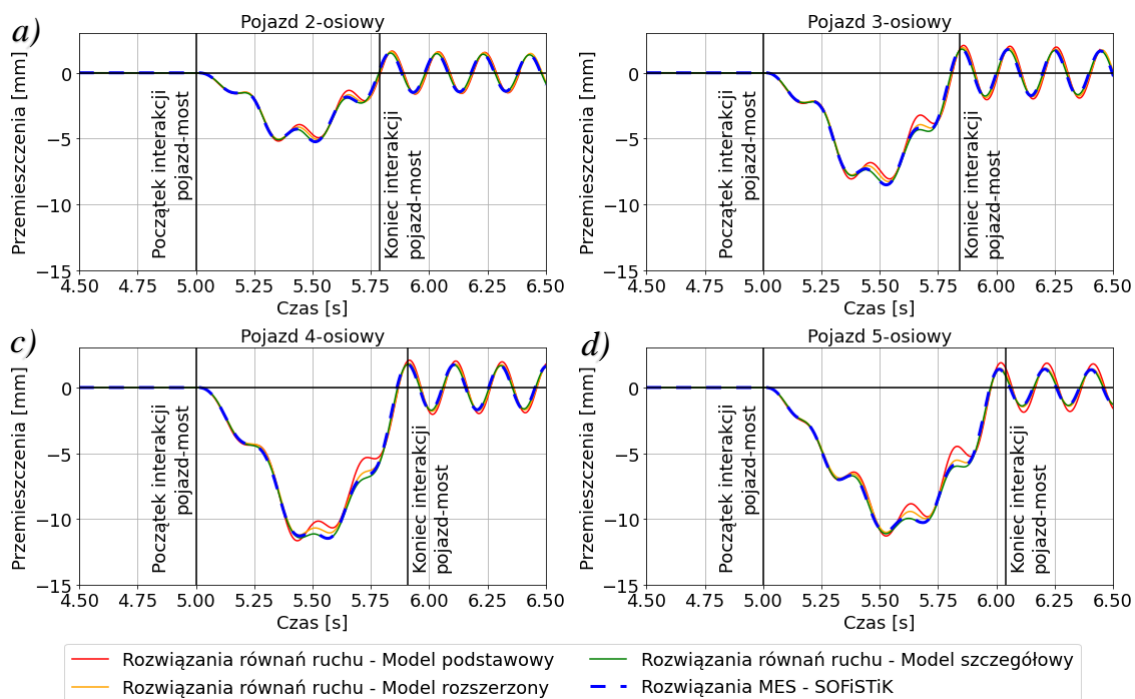 a)
Pojazd 2-osiowy
Przemieszczenia [mm]
0
−5
−10
−15
Początek interakcji
pojazd-most
Koniec interakcji
pojazd-most
4.50 4.75 5.00 5.25 5.50 5.75 6.00 6.25 6.50
Czas [s]
Pojazd 3-osiowy
Przemieszczenia [mm]
0
−5
−10
−15
Początek interakcji
pojazd-most
Koniec interakcji
pojazd-most
4.50 4.75 5.00 5.25 5.50 5.75 6.00 6.25 6.50
Czas [s]
c)
Pojazd 4-osiowy
Przemieszczenia [mm]
0
−5
−10
−15
Początek interakcji
pojazd-most
Koniec interakcji
pojazd-most
4.50 4.75 5.00 5.25 5.50 5.75 6.00 6.25 6.50
Czas [s]
d)
Pojazd 5-osiowy
Przemieszczenia [mm]
0
−5
−10
−15
Początek interakcji
pojazd-most
Koniec interakcji
pojazd-most
4.50 4.75 5.00 5.25 5.50 5.75 6.00 6.25 6.50
Czas [s]
Rozwiązania równań ruchu - Model podstawowy
Rozwiązania równań ruchu - Model rozszerzony
Rozwiązania równań ruchu - Model szczegółowy
Rozwiązania MES - SOFiSTiK